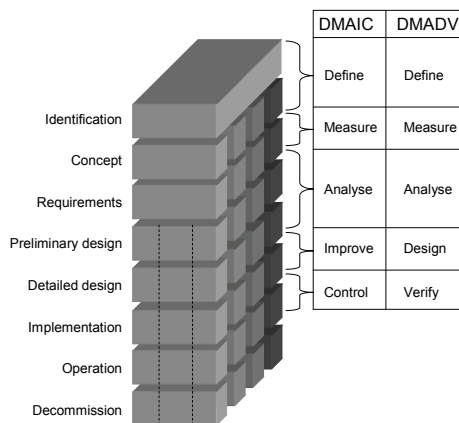 DMAIC DMADV
Define Define
Identification
Measure Measure
Concept
Analyse Analyse
Requirements
Preliminary design
Improve Design
Detailed design
Control Verify
Implementation
Operation
Decommission